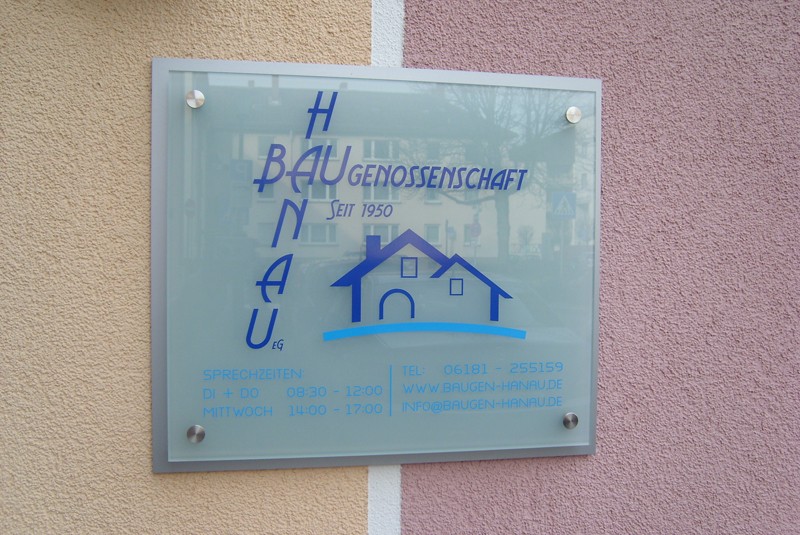 HANAU eG
BAUGENOSSENSCHAFT
SEIT 1950
SPRECHZEITEN:
DI + DO 08:30 - 12:00
MITTWOCH 14:00 - 17:00
TEL: 06181 - 255159
WWW.BAUGEN-HANAU.DE
INFO@BAUGEN-HANAU.DE